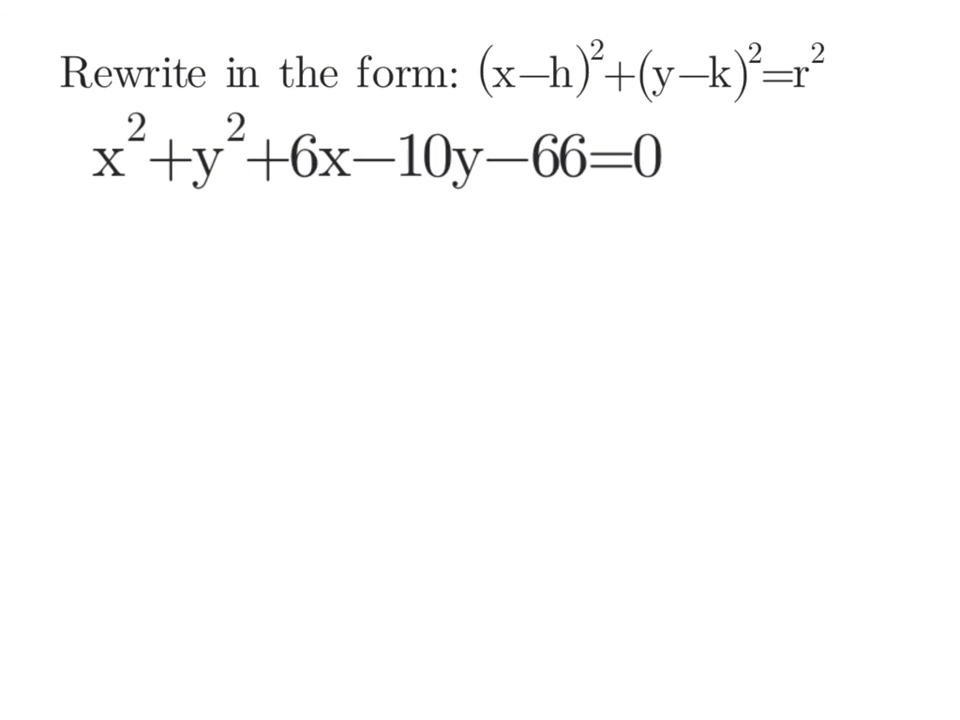 Rewrite in the form: (x–h)²+(y–k)²=r²
x²+y²+6x–10y–66=0